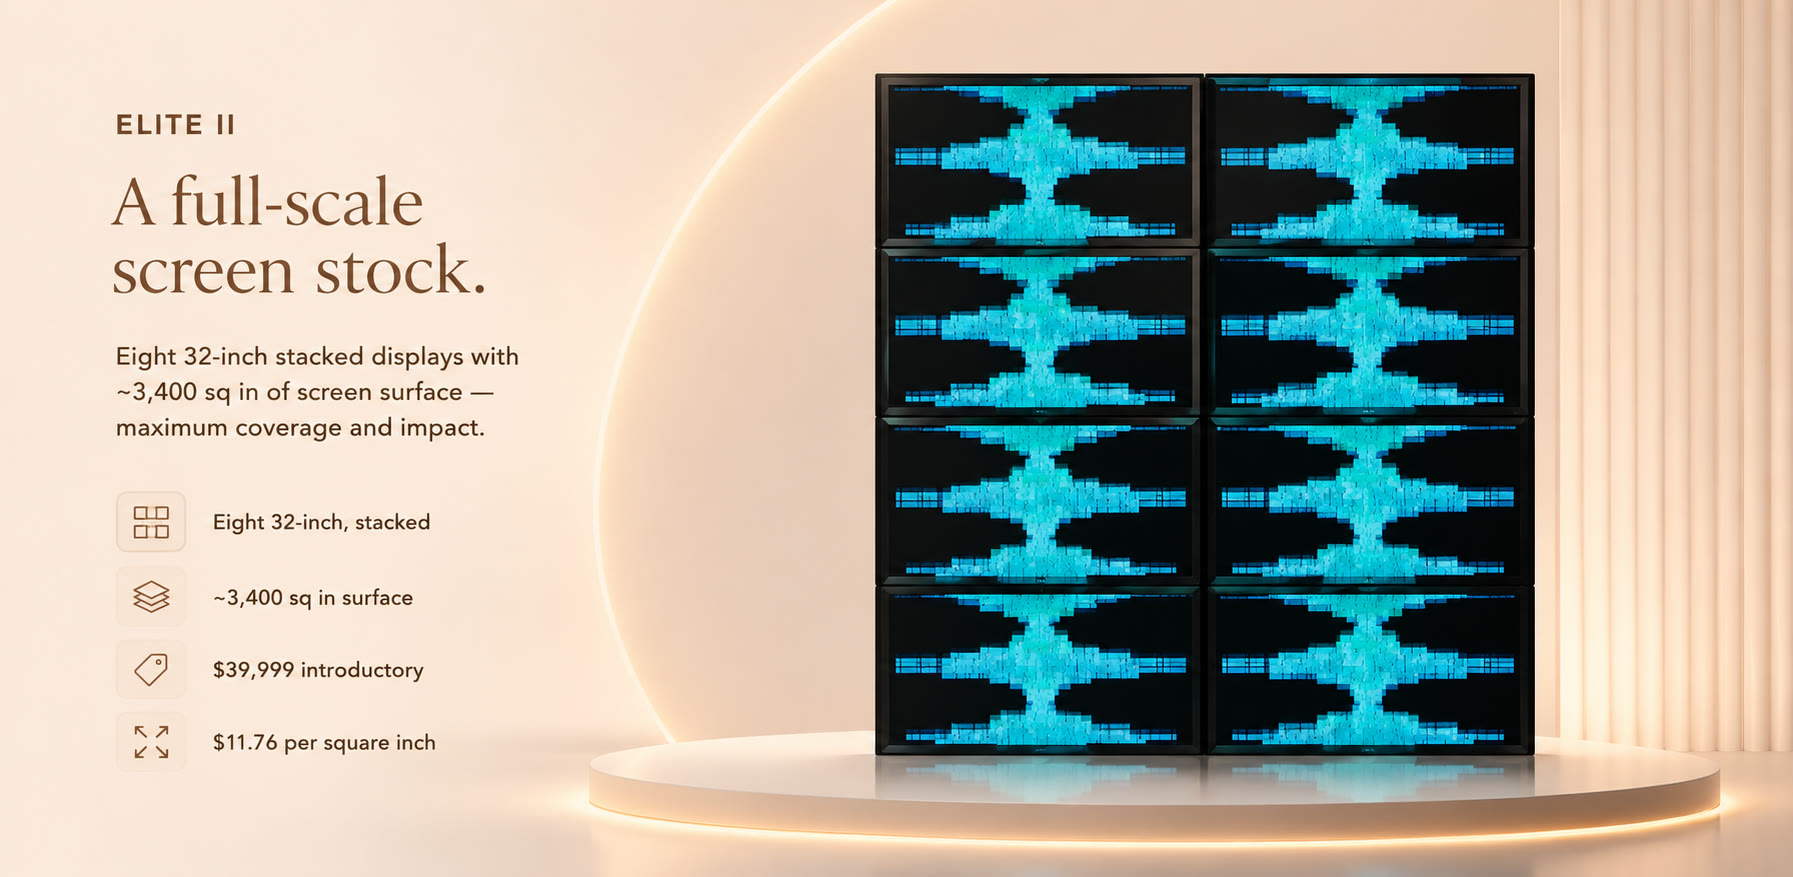 ELITE II
A full-scale
screen stock.
Eight 32-inch stacked displays with
~3,400 sq in of screen surface —
maximum coverage and impact.
Eight 32-inch, stacked
~3,400 sq in surface
$39,999 introductory
$11.76 per square inch